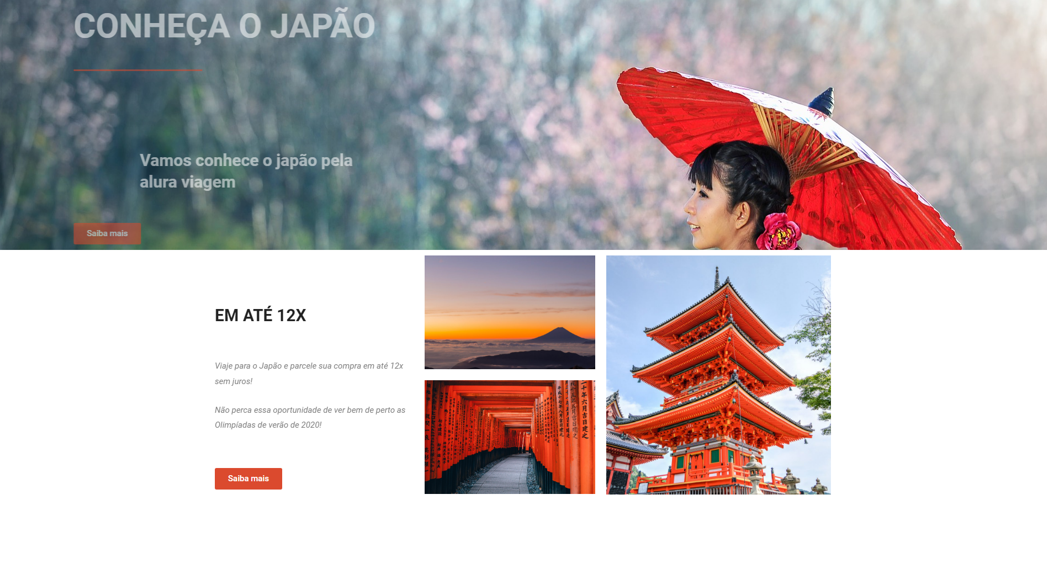 CONHEÇA O JAPÃO
Vamos conhece o japão pela
alura viagem
Saiba mais
EM ATÉ 12X
Viaje para o Japão e parcele sua compra em até 12x
sem juros!
Não perca essa oportunidade de ver bem de perto as
Olimpíadas de verão de 2020!
Saiba mais